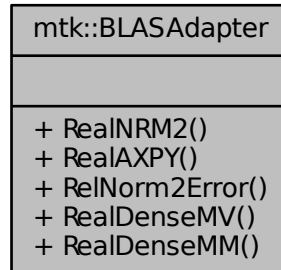 mtk::BLASAdapter
+ RealNRM2()
+ RealAXPY()
+ RelNorm2Error()
+ RealDenseMV()
+ RealDenseMM()